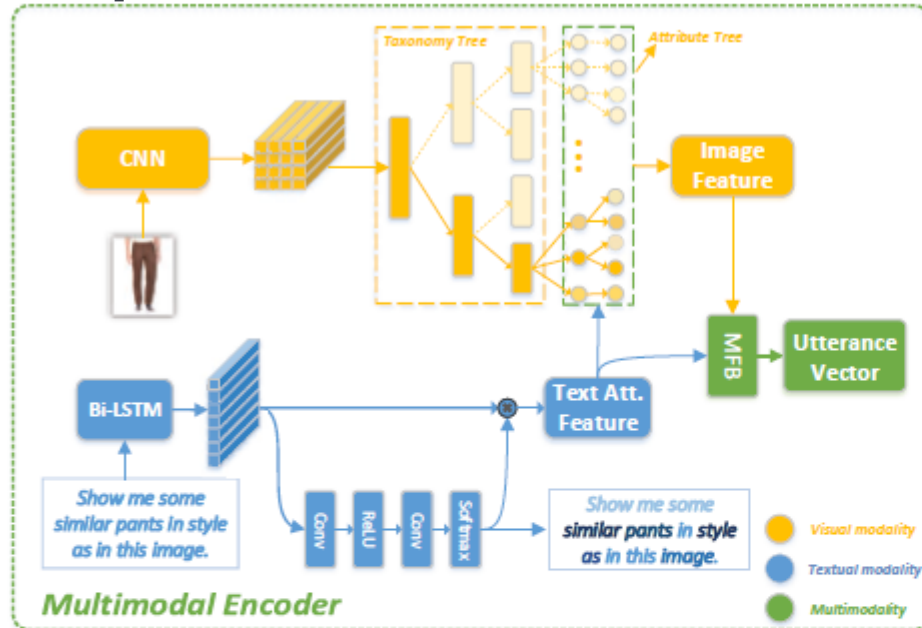 Taxonomy Tree
Attribute Tree
CNN
Image
Feature
MFB
Utterance
Vector
Bi-LSTM
Text Att.
Feature
Show me some
similar pants in style
as in this image.
Conv
ReLU
Conv
Softmax
Show me some
similar pants in style
as in this image.
Visual modality
Textual modality
Multimodality
Multimodal Encoder